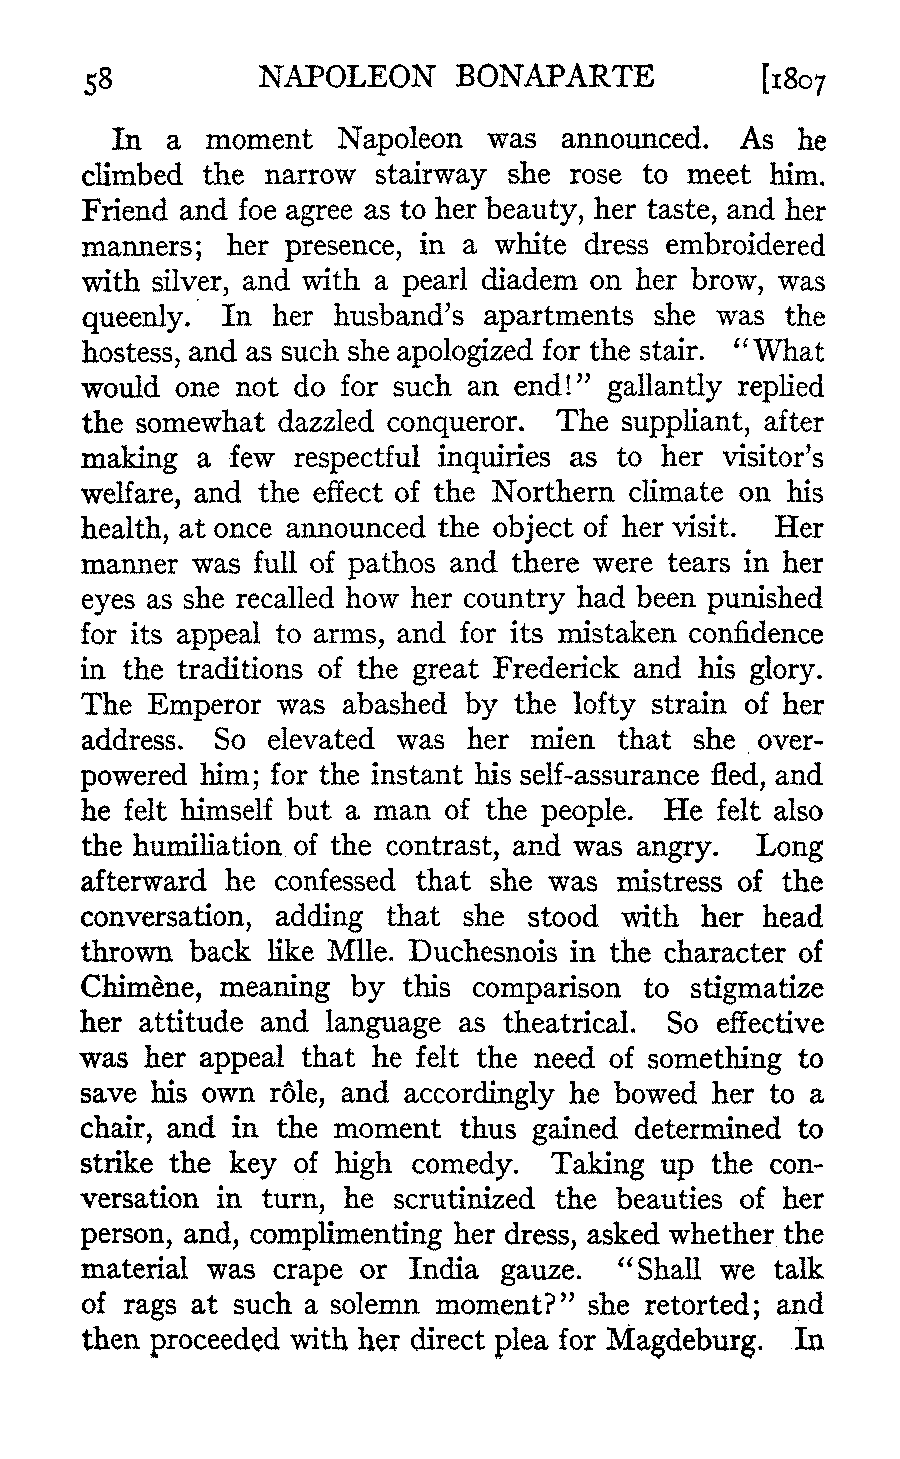 58 NAPOLEON BONAPARTE [1807
In a moment Napoleon was announced. As he
climbed the narrow stairway she rose to meet him.
Friend and foe agree as to her beauty, her taste, and her
manners; her presence, in a white dress embroidered
with silver, and with a pearl diadem on her brow, was
queenly. In her husband's apartments she was the
hostess, and as such she apologized for the stair. "What
would one not do for such an end!" gallantly replied
the somewhat dazzled conqueror. The suppliant, after
making a few respectful inquiries as to her visitor's
welfare, and the effect of the Northern climate on his
health, at once announced the object of her visit. Her
manner was full of pathos and there were tears in her
eyes as she recalled how her country had been punished
for its appeal to arms, and for its mistaken confidence
in the traditions of the great Frederick and his glory.
The Emperor was abashed by the lofty strain of her
address. So elevated was her mien that she over-
powered him; for the instant his self-assurance fled, and
he felt himself but a man of the people. He felt also
the humiliation of the contrast, and was angry. Long
afterward he confessed that she was mistress of the
conversation, adding that she stood with her head
thrown back like Mlle. Duchesnois in the character of
Chimène, meaning by this comparison to stigmatize
her attitude and language as theatrical. So effective
was her appeal that he felt the need of something to
save his own rôle, and accordingly he bowed her to a
chair, and in the moment thus gained determined to
strike the key of high comedy. Taking up the con-
versation in turn, he scrutinized the beauties of her
person, and, complimenting her dress, asked whether the
material was crape or India gauze. "Shall we talk
of rags at such a solemn moment?" she retorted; and
then proceeded with her direct plea for Magdeburg. In